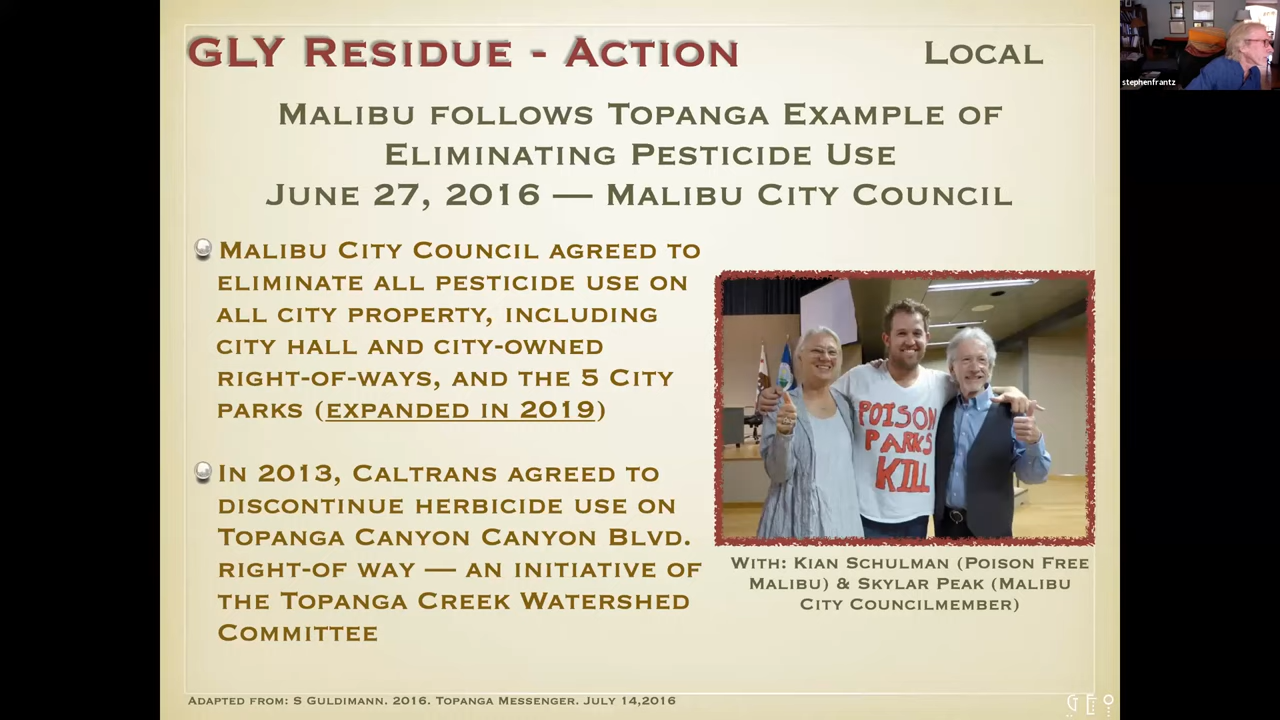 GLY Residue - Action
Local
stephenfrantz
Malibu follows Topanga Example of
Eliminating Pesticide Use
June 27, 2016 — Malibu City Council
Malibu City Council agreed to
eliminate all pesticide use on
all city property, including
city hall and city-owned
right-of-ways, and the 5 City
parks (expanded in 2019)
In 2013, Caltrans agreed to
discontinue herbicide use on
Topanga Canyon Canyon Blvd.
right-of way — an initiative of
the Topanga Creek Watershed
Committee
POISON
PARKS
KILL
With: Kian Schulman (Poison Free
Malibu) & Skylar Peak (Malibu
City Councilmember)
Adapted from: S Guldimann. 2016. Topanga Messenger. July 14,2016
GEO